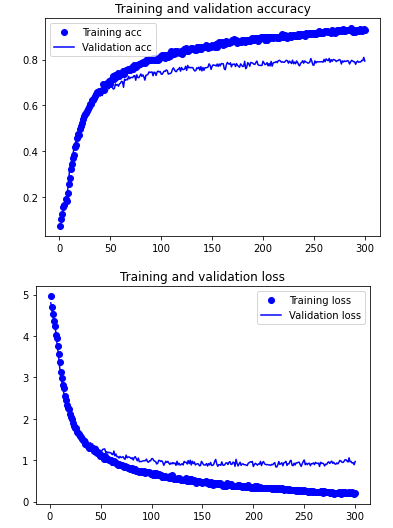 Training and validation accuracy
Training acc
Validation acc
0.8
0.6
0.4
0.2
0 50 100 150 200 250 300
Training and validation loss
Training loss
Validation loss
5
4
3
2
1
0
0 50 100 150 200 250 300